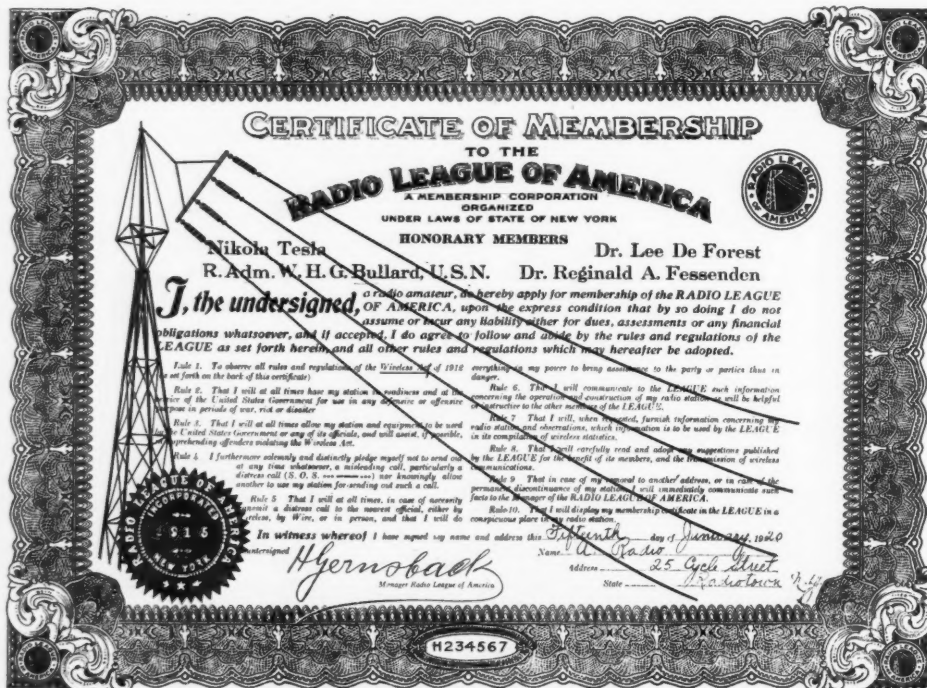 CERTIFICATE OF MEMBERSHIP
TO THE
RADIO LEAGUE OF AMERICA
A MEMBERSHIP CORPORATION
ORGANIZED
UNDER LAWS OF STATE OF NEW YORK
RADIO LEAGUE
OF AMERICA
HONORARY MEMBERS
Nikola Tesla
Dr. Lee De Forest
R. Adm. W. H. G. Bullard, U.S.N.
Dr. Reginald A. Fessenden
I, the undersigned, a radio amateur, do hereby apply for membership of the RADIO LEAGUE
OF AMERICA, upon the express condition that by so doing I do not
assume or incur any liability either for dues, assessments or any financial
obligations whatsoever, and if accepted, I do agree to follow and abide by the rules and regulations of the
LEAGUE as set forth herein, and all other rules and regulations which may hereafter be adopted.
Rule 1. To observe all rules and regulations of the Wireless Act of 1912
(as set forth on the back of this certificate)
Rule 2. That I will at all times have my station in readiness and at the
service of the United States Government for use in any defensive or offensive
purpose in periods of war, riot or disaster
Rule 3. That I will at all times allow my station and equipment to be used
by the United States Government or any of its officials, and will assist, if possible,
apprehending offenders violating the Wireless Act.
Rule 4 I furthermore solemnly and distinctly pledge myself not to send out
at any time whatsoever, a misleading call, particularly a
distress call (S. O. S. ... --- ...) nor knowingly allow
another to use my station for sending out such a call.
Rule 5 That I will at all times, in case of necessity
transmit a distress call to the nearest official, either by
Wireless, by Wire, or in person, and that I will do
everything in my power to bring assistance to the party or parties thus in
danger.
Rule 6. That I will communicate to the LEAGUE such information
concerning the operation and construction of my radio station as will be helpful
or instructive to the other members of the LEAGUE.
Rule 7 That I will, when requested, furnish information concerning my
radio station and observations, which information is to be used by the LEAGUE
in its compilation of wireless statistics.
Rule 8. That I will carefully read and adopt any suggestions published
by the LEAGUE for the benefit of its members, and the transmission of wireless
communications.
Rule 9 That in case of my removal to another address, or in case of the
permanent discontinuance of my station, I will immediately communicate such
facts to the Manager of the RADIO LEAGUE OF AMERICA.
Rule 10. That I will display my membership certificate in the LEAGUE in a
conspicuous place in my radio station.
In witness whereof I have signed my name and address this Fifteenth day of January 1920
undersigned
HGernsback
Manager Radio League of America
Name A. Radio
Address 25 Cycle Street
State Radiotown N.Y.
RADIO LEAGUE OF AMERICA
INCORPORATED
1915
NEW YORK
H234567